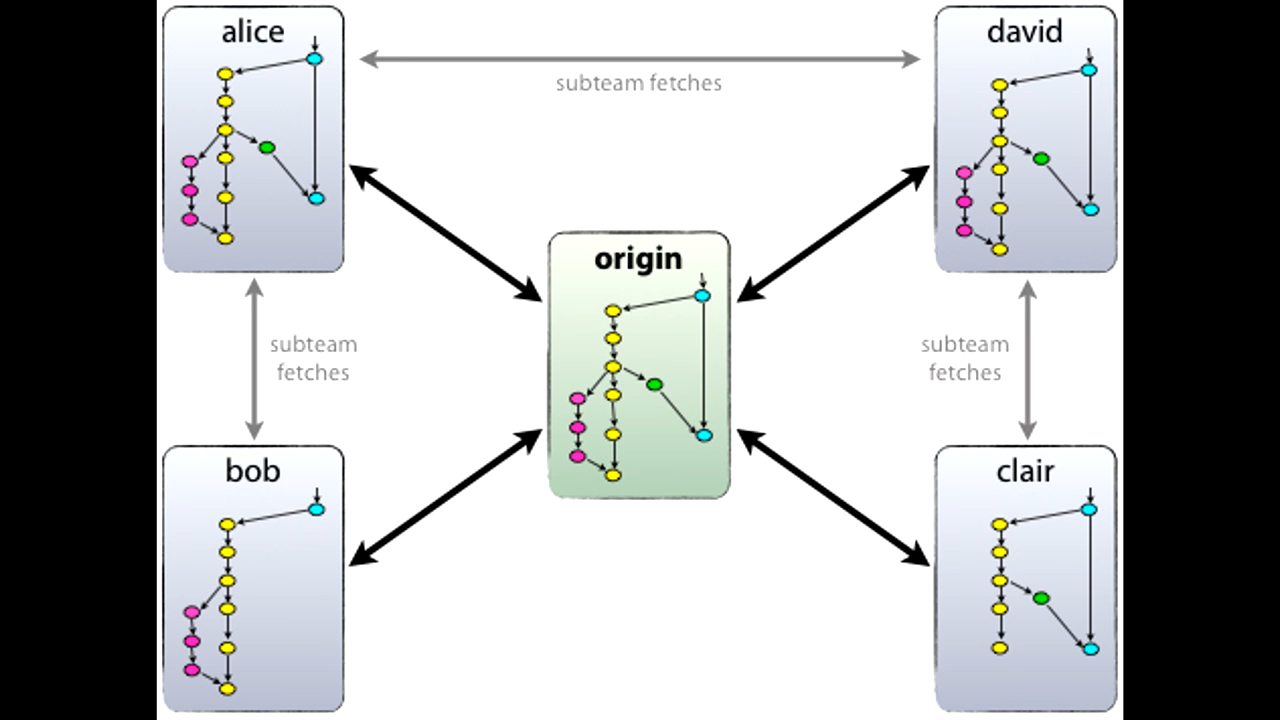 alice
david
subteam fetches
origin
subteam
fetches
subteam
fetches
bob
clair